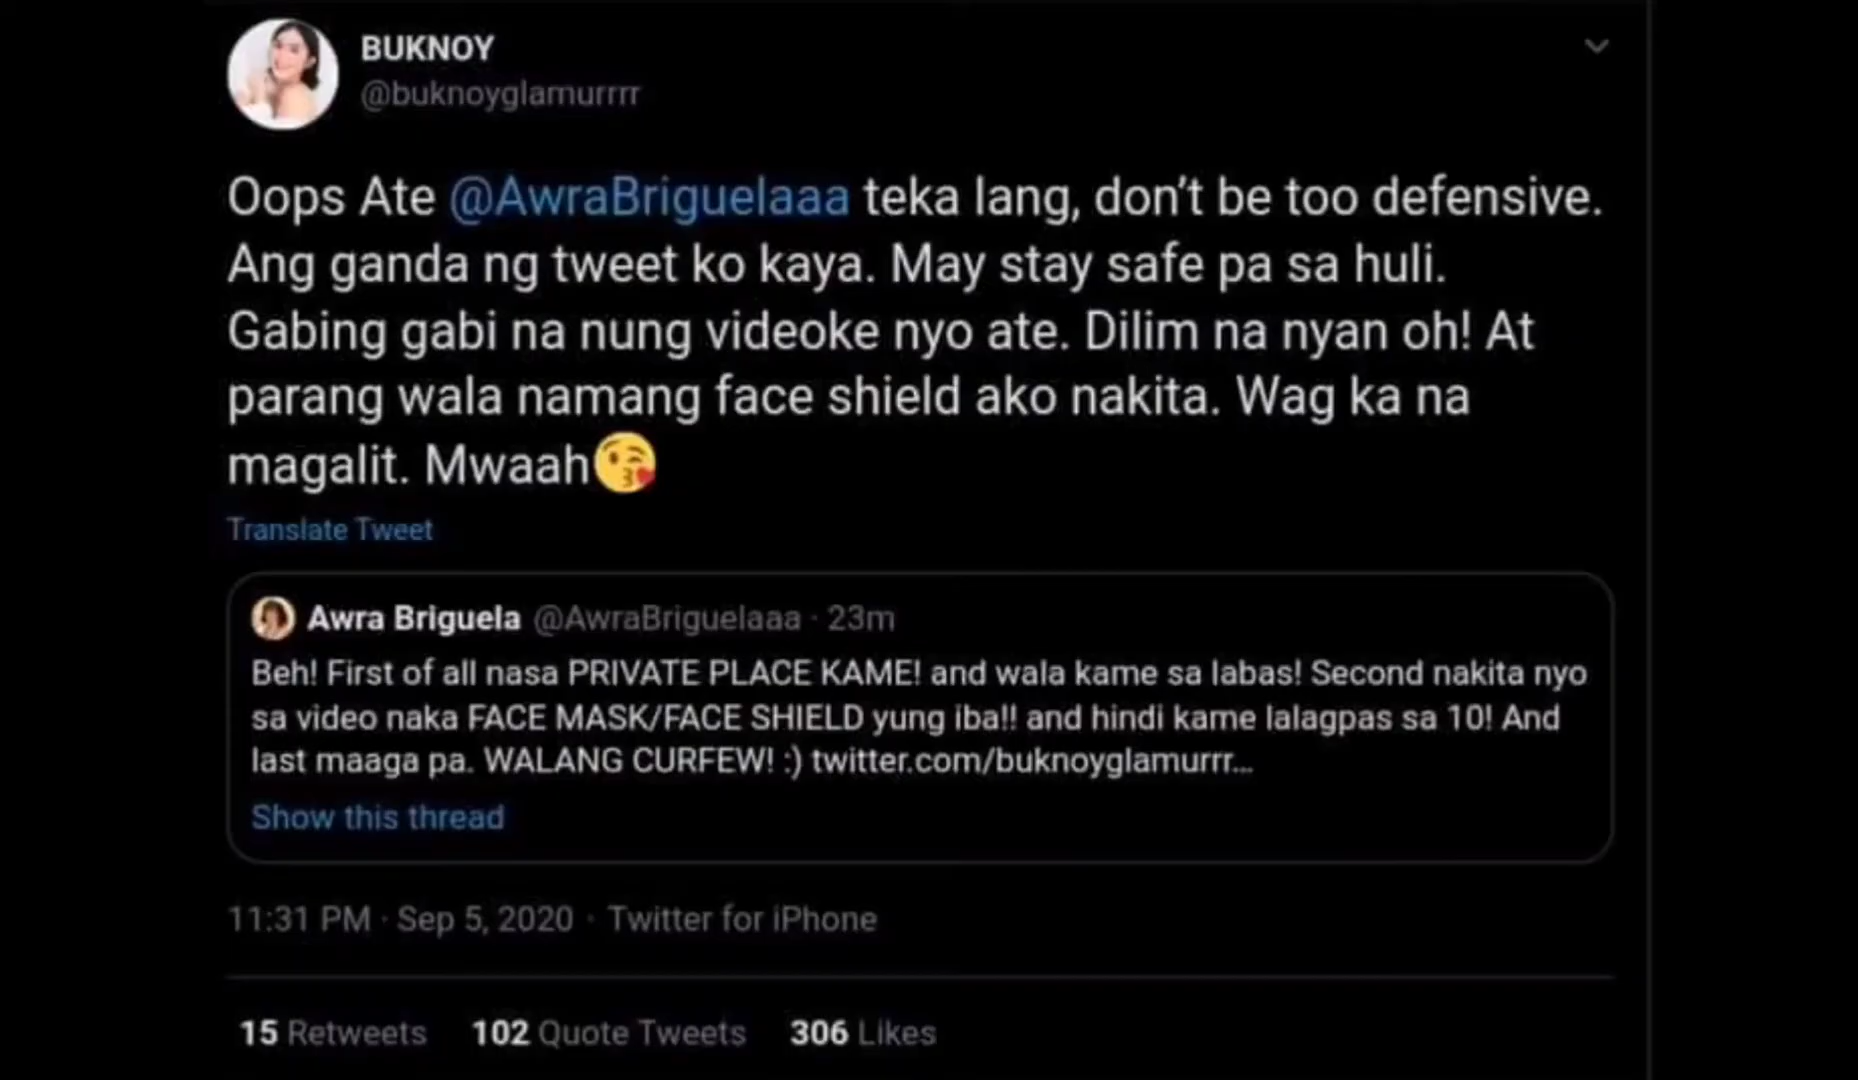 BUKNOY
@buknoyglamurrrr
Oops Ate @AwraBriguelaaa teka lang, don't be too defensive.
Ang ganda ng tweet ko kaya. May stay safe pa sa huli.
Gabing gabi na nung videoke nyo ate. Dilim na nyan oh! At
parang wala namang face shield ako nakita. Wag ka na
magalit. Mwaah😘
Translate Tweet
Awra Briguela @AwraBriguelaaa · 23m
Beh! First of all nasa PRIVATE PLACE KAME! and wala kame sa labas! Second nakita nyo
sa video naka FACE MASK/FACE SHIELD yung iba!! and hindi kame lalagpas sa 10! And
last maaga pa. WALANG CURFEW! :) twitter.com/buknoyglamurrr…
Show this thread
11:31 PM · Sep 5, 2020 · Twitter for iPhone
15 Retweets 102 Quote Tweets 306 Likes